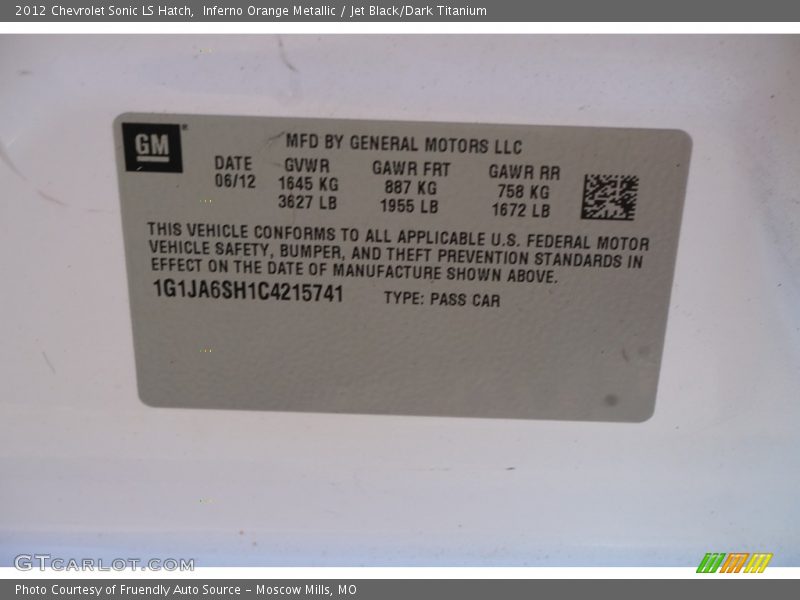 2012 Chevrolet Sonic LS Hatch, Inferno Orange Metallic / Jet Black/Dark Titanium
GM
MFD BY GENERAL MOTORS LLC
DATE GVWR GAWR FRT GAWR RR
06/12 1645 KG 887 KG 758 KG
3627 LB 1955 LB 1672 LB
THIS VEHICLE CONFORMS TO ALL APPLICABLE U.S. FEDERAL MOTOR
VEHICLE SAFETY, BUMPER, AND THEFT PREVENTION STANDARDS IN
EFFECT ON THE DATE OF MANUFACTURE SHOWN ABOVE.
1G1JA6SH1C4215741 TYPE: PASS CAR
GTCARLOT.COM
Photo Courtesy of Fruendly Auto Source - Moscow Mills, MO